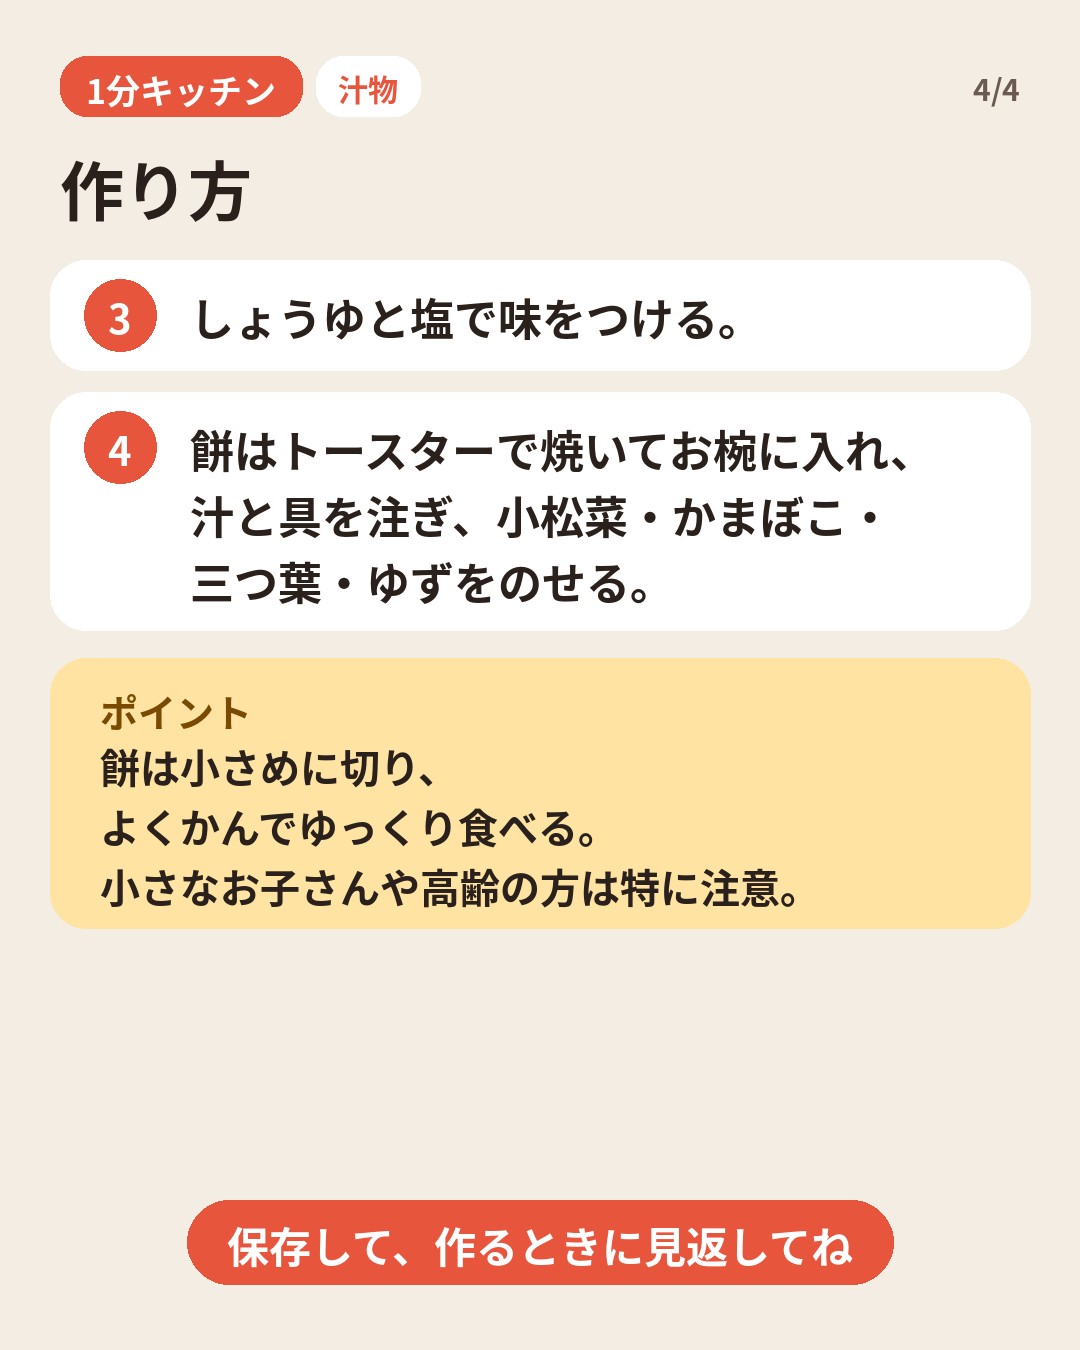 1分キッチン 汁物 4/4
作り方
3 しょうゆと塩で味をつける。
4 餅はトースターで焼いてお椀に入れ、
汁と具を注ぎ、小松菜・かまぼこ・
三つ葉・ゆずをのせる。
ポイント
餅は小さめに切り、
よくかんでゆっくり食べる。
小さなお子さんや高齢の方は特に注意。
保存して、作るときに見返してね